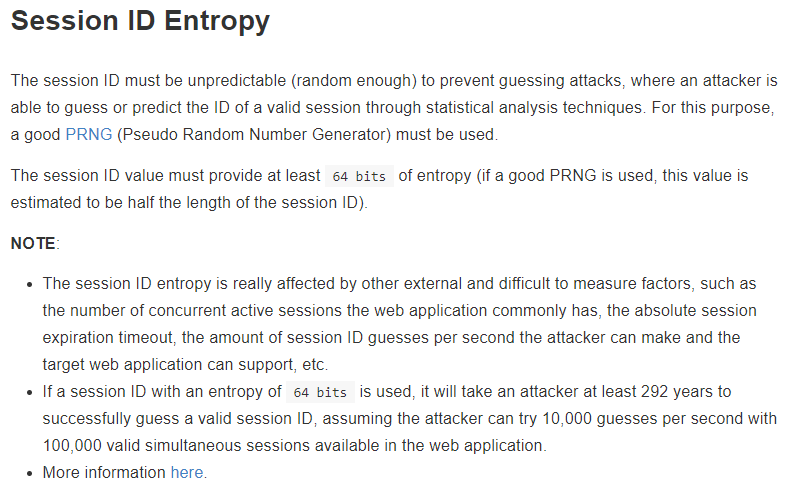 Session ID Entropy
The session ID must be unpredictable (random enough) to prevent guessing attacks, where an attacker is
able to guess or predict the ID of a valid session through statistical analysis techniques. For this purpose,
a good PRNG (Pseudo Random Number Generator) must be used.
The session ID value must provide at least 64 bits of entropy (if a good PRNG is used, this value is
estimated to be half the length of the session ID).
NOTE:
• The session ID entropy is really affected by other external and difficult to measure factors, such as
the number of concurrent active sessions the web application commonly has, the absolute session
expiration timeout, the amount of session ID guesses per second the attacker can make and the
target web application can support, etc.
• If a session ID with an entropy of 64 bits is used, it will take an attacker at least 292 years to
successfully guess a valid session ID, assuming the attacker can try 10,000 guesses per second with
100,000 valid simultaneous sessions available in the web application.
• More information here.